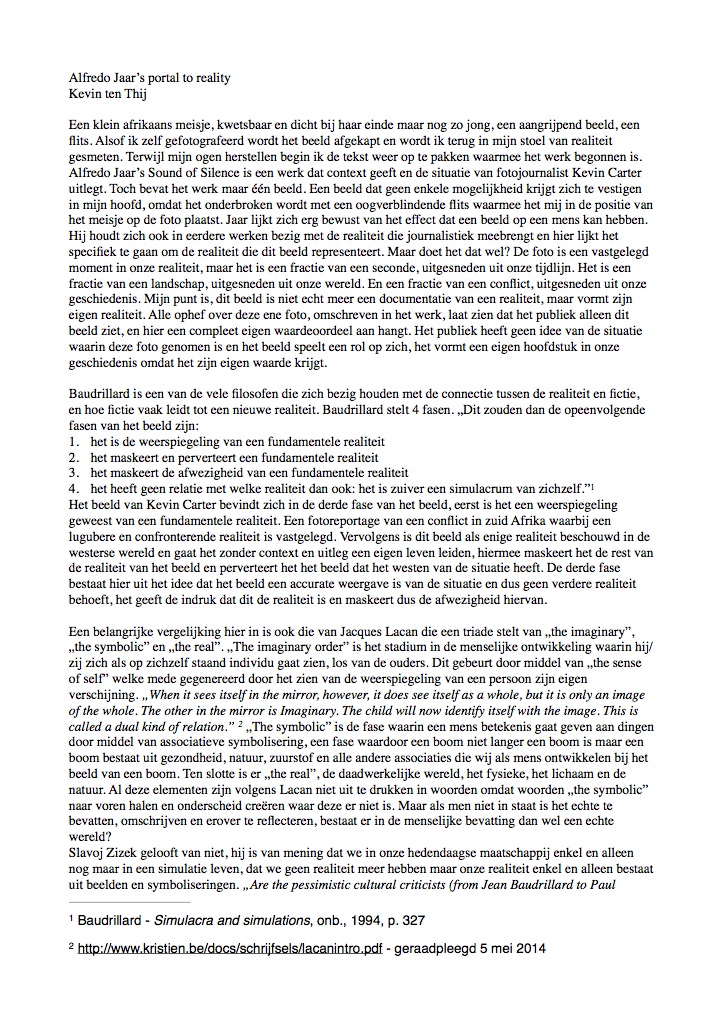 Alfredo Jaar’s portal to reality
Kevin ten Thij
Een klein afrikaans meisje, kwetsbaar en dicht bij haar einde maar nog zo jong, een aangrijpend beeld, een
flits. Alsof ik zelf gefotografeerd wordt het beeld afgekapt en wordt ik terug in mijn stoel van realiteit
gesmeten. Terwijl mijn ogen herstellen begin ik de tekst weer op te pakken waarmee het werk begonnen is.
Alfredo Jaar’s Sound of Silence is een werk dat context geeft en de situatie van fotojournalist Kevin Carter
uitlegt. Toch bevat het werk maar één beeld. Een beeld dat geen enkele mogelijkheid krijgt zich te vestigen
in mijn hoofd, omdat het onderbroken wordt met een oogverblindende flits waarmee het mij in de positie van
het meisje op de foto plaatst. Jaar lijkt zich erg bewust van het effect dat een beeld op een mens kan hebben.
Hij houdt zich ook in eerdere werken bezig met de realiteit die journalistiek meebrengt en hier lijkt het
specifiek te gaan om de realiteit die dit beeld representeert. Maar doet het dat wel? De foto is een vastgelegd
moment in onze realiteit, maar het is een fractie van een seconde, uitgesneden uit onze tijdlijn. Het is een
fractie van een landschap, uitgesneden uit onze wereld. En een fractie van een conflict, uitgesneden uit onze
geschiedenis. Mijn punt is, dit beeld is niet echt meer een documentatie van een realiteit, maar vormt zijn
eigen realiteit. Alle ophef over deze ene foto, omschreven in het werk, laat zien dat het publiek alleen dit
beeld ziet, en hier een compleet eigen waardeoordeel aan hangt. Het publiek heeft geen idee van de situatie
waarin deze foto genomen is en het beeld speelt een rol op zich, het vormt een eigen hoofdstuk in onze
geschiedenis omdat het zijn eigen waarde krijgt.
Baudrillard is een van de vele filosofen die zich bezig houden met de connectie tussen de realiteit en fictie,
en hoe fictie vaak leidt tot een nieuwe realiteit. Baudrillard stelt 4 fasen. „Dit zouden dan de opeenvolgende
fasen van het beeld zijn:
1. het is de weerspiegeling van een fundamentele realiteit
2. het maskeert en perverteert een fundamentele realiteit
3. het maskeert de afwezigheid van een fundamentele realiteit
4. het heeft geen relatie met welke realiteit dan ook: het is zuiver een simulacrum van zichzelf.”¹
Het beeld van Kevin Carter bevindt zich in de derde fase van het beeld, eerst is het een weerspiegeling
geweest van een fundamentele realiteit. Een fotoreportage van een conflict in zuid Afrika waarbij een
lugubere en confronterende realiteit is vastgelegd. Vervolgens is dit beeld als enige realiteit beschouwd in de
westerse wereld en gaat het zonder context en uitleg een eigen leven leiden, hiermee maskeert het de rest van
de realiteit van het beeld en perverteert het het beeld dat het westen van de situatie heeft. De derde fase
bestaat hier uit het idee dat het beeld een accurate weergave is van de situatie en dus geen verdere realiteit
behoeft, het geeft de indruk dat dit de realiteit is en maskeert dus de afwezigheid hiervan.
Een belangrijke vergelijking hier in is ook die van Jacques Lacan die een triade stelt van „the imaginary”,
„the symbolic” en „the real”. „The imaginary order” is het stadium in de menselijke ontwikkeling waarin hij/
zij zich als op zichzelf staand individu gaat zien, los van de ouders. Dit gebeurt door middel van „the sense
of self” welke mede gegenereerd door het zien van de weerspiegeling van een persoon zijn eigen
verschijning. „When it sees itself in the mirror, however, it does see itself as a whole, but it is only an image
of the whole. The other in the mirror is Imaginary. The child will now identify itself with the image. This is
called a dual kind of relation.” ² „The symbolic” is de fase waarin een mens betekenis gaat geven aan dingen
door middel van associatieve symbolisering, een fase waardoor een boom niet langer een boom is maar een
boom bestaat uit gezondheid, natuur, zuurstof en alle andere associaties die wij als mens ontwikkelen bij het
beeld van een boom. Ten slotte is er „the real”, de daadwerkelijke wereld, het fysieke, het lichaam en de
natuur. Al deze elementen zijn volgens Lacan niet uit te drukken in woorden omdat woorden „the symbolic”
naar voren halen en onderscheid creëren waar deze er niet is. Maar als men niet in staat is het echte te
bevatten, omschrijven en erover te reflecteren, bestaat er in de menselijke bevatting dan wel een echte
wereld?
Slavoj Zizek gelooft van niet, hij is van mening dat we in onze hedendaagse maatschappij enkel en alleen
nog maar in een simulatie leven, dat we geen realiteit meer hebben maar onze realiteit enkel en alleen bestaat
uit beelden en symboliseringen. „Are the pessimistic cultural criticists (from Jean Baudrillard to Paul
¹ Baudrillard - Simulacra and simulations, onb., 1994, p. 327
² http://www.kristien.be/docs/schrijfsels/lacanintro.pdf - geraadpleegd 5 mei 2014